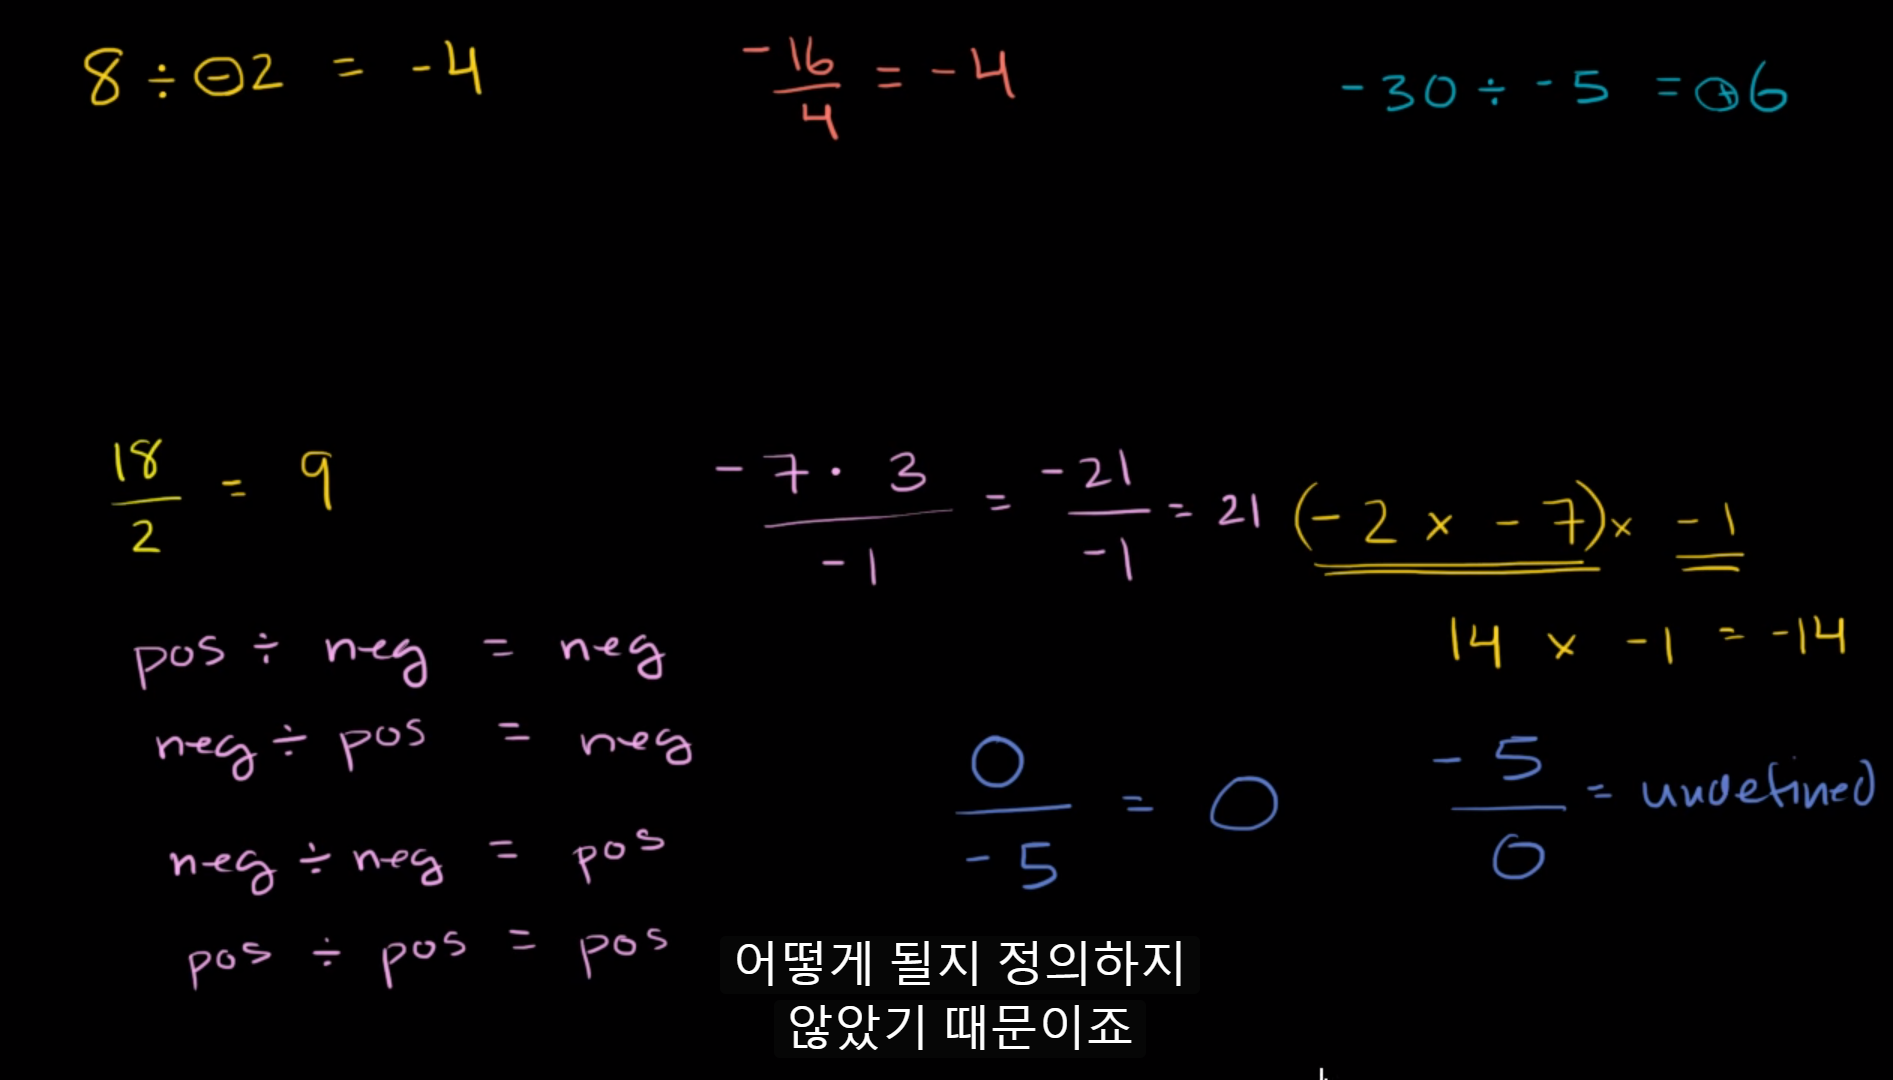 8 ÷ -2 = -4
-16/4 = -4
-30 ÷ -5 = +6
18/2 = 9
-7 · 3/-1 = -21/-1 = 21
(-2 × -7) × -1
14 × -1 = -14
pos ÷ neg = neg
neg ÷ pos = neg
neg ÷ neg = pos
pos ÷ pos = pos
0/-5 = 0
-5/0 = undefined
어떻게 될지 정의하지
않았기 때문이죠